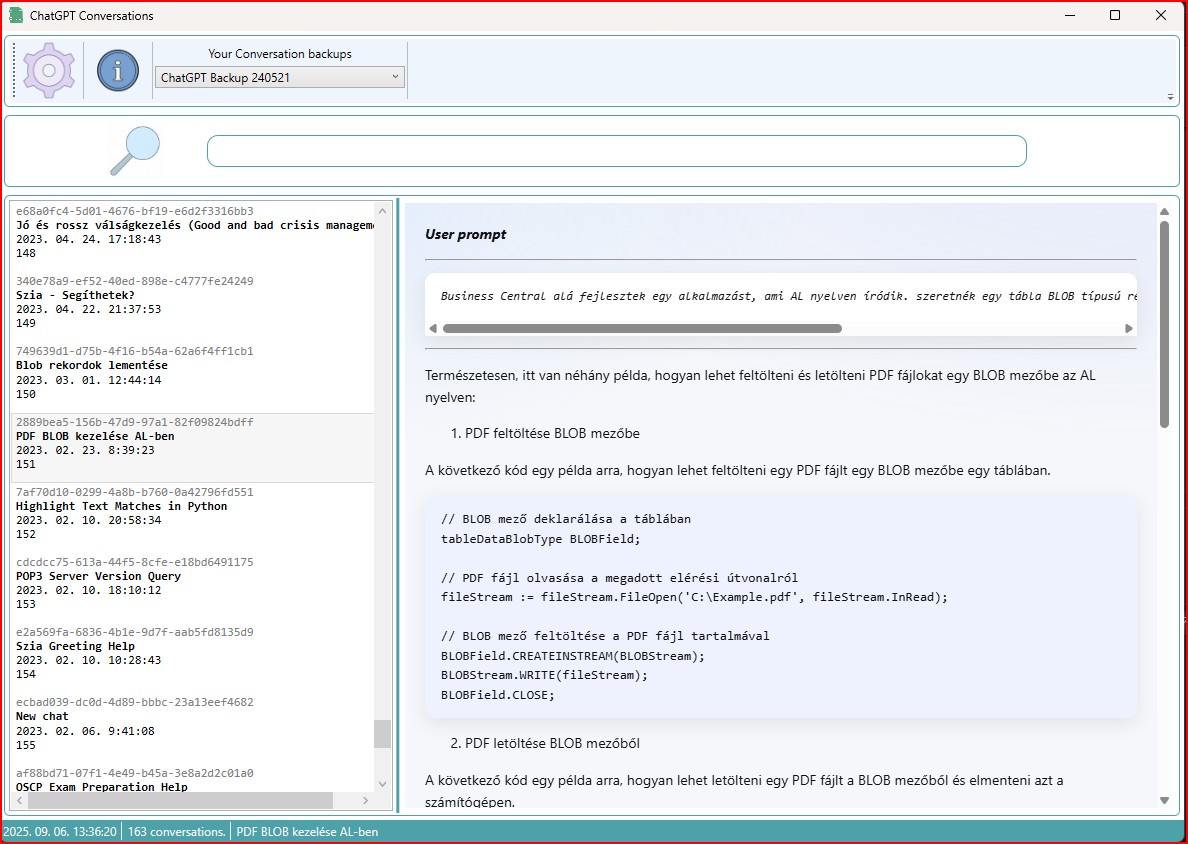 ChatGPT Conversations
Your Conversation backups
ChatGPT Backup 240521
e68a0fc4-5d01-4676-bf19-e6d2f3316bb3
Jó és rossz válságkezelés (Good and bad crisis manageme
2023. 04. 24. 17:18:43
148
340e78a9-ef52-40ed-898e-c4777fe24249
Szia - Segíthetek?
2023. 04. 22. 21:37:53
149
749639d1-d75b-4f16-b54a-62a6f4ff1cb1
Blob rekordok lementése
2023. 03. 01. 12:44:14
150
2889bea5-156b-47d9-97a1-82f09824bdff
PDF BLOB kezelése AL-ben
2023. 02. 23. 8:39:23
151
7af70d10-0299-4a8b-b760-0a42796fd551
Highlight Text Matches in Python
2023. 02. 10. 20:58:34
152
cdcdcc75-613a-44f5-8cfe-e18bd6491175
POP3 Server Version Query
2023. 02. 10. 18:10:12
153
e2a569fa-6836-4b1e-9d7f-aab5fd8135d9
Szia Greeting Help
2023. 02. 10. 10:28:43
154
ecbad039-dc0d-4d89-bbbc-23a13eef4682
New chat
2023. 02. 06. 9:41:08
155
af88bd71-07f1-4e49-b45a-3e8a2d2c01a0
OSCP Exam Preparation Help
User prompt
Business Central alá fejlesztek egy alkalmazást, ami AL nyelven íródik. szeretnék egy tábla BLOB típusú re
Természetesen, itt van néhány példa, hogyan lehet feltölteni és letölteni PDF fájlokat egy BLOB mezőbe az AL
nyelven:
1. PDF feltöltése BLOB mezőbe
A következő kód egy példa arra, hogyan lehet feltölteni egy PDF fájlt egy BLOB mezőbe egy táblában.
// BLOB mező deklarálása a táblában
tableDataBlobType BLOBField;
// PDF fájl olvasása a megadott elérési útvonalról
fileStream := fileStream.FileOpen('C:\Example.pdf', fileStream.InRead);
// BLOB mező feltöltése a PDF fájl tartalmával
BLOBField.CREATEINSTREAM(BLOBStream);
BLOBStream.WRITE(fileStream);
BLOBField.CLOSE;
2. PDF letöltése BLOB mezőből
A következő kód egy példa arra, hogyan lehet letölteni egy PDF fájlt a BLOB mezőből és elmenteni azt a
számítógépen.
2025. 09. 06. 13:36:20 163 conversations. PDF BLOB kezelése AL-ben